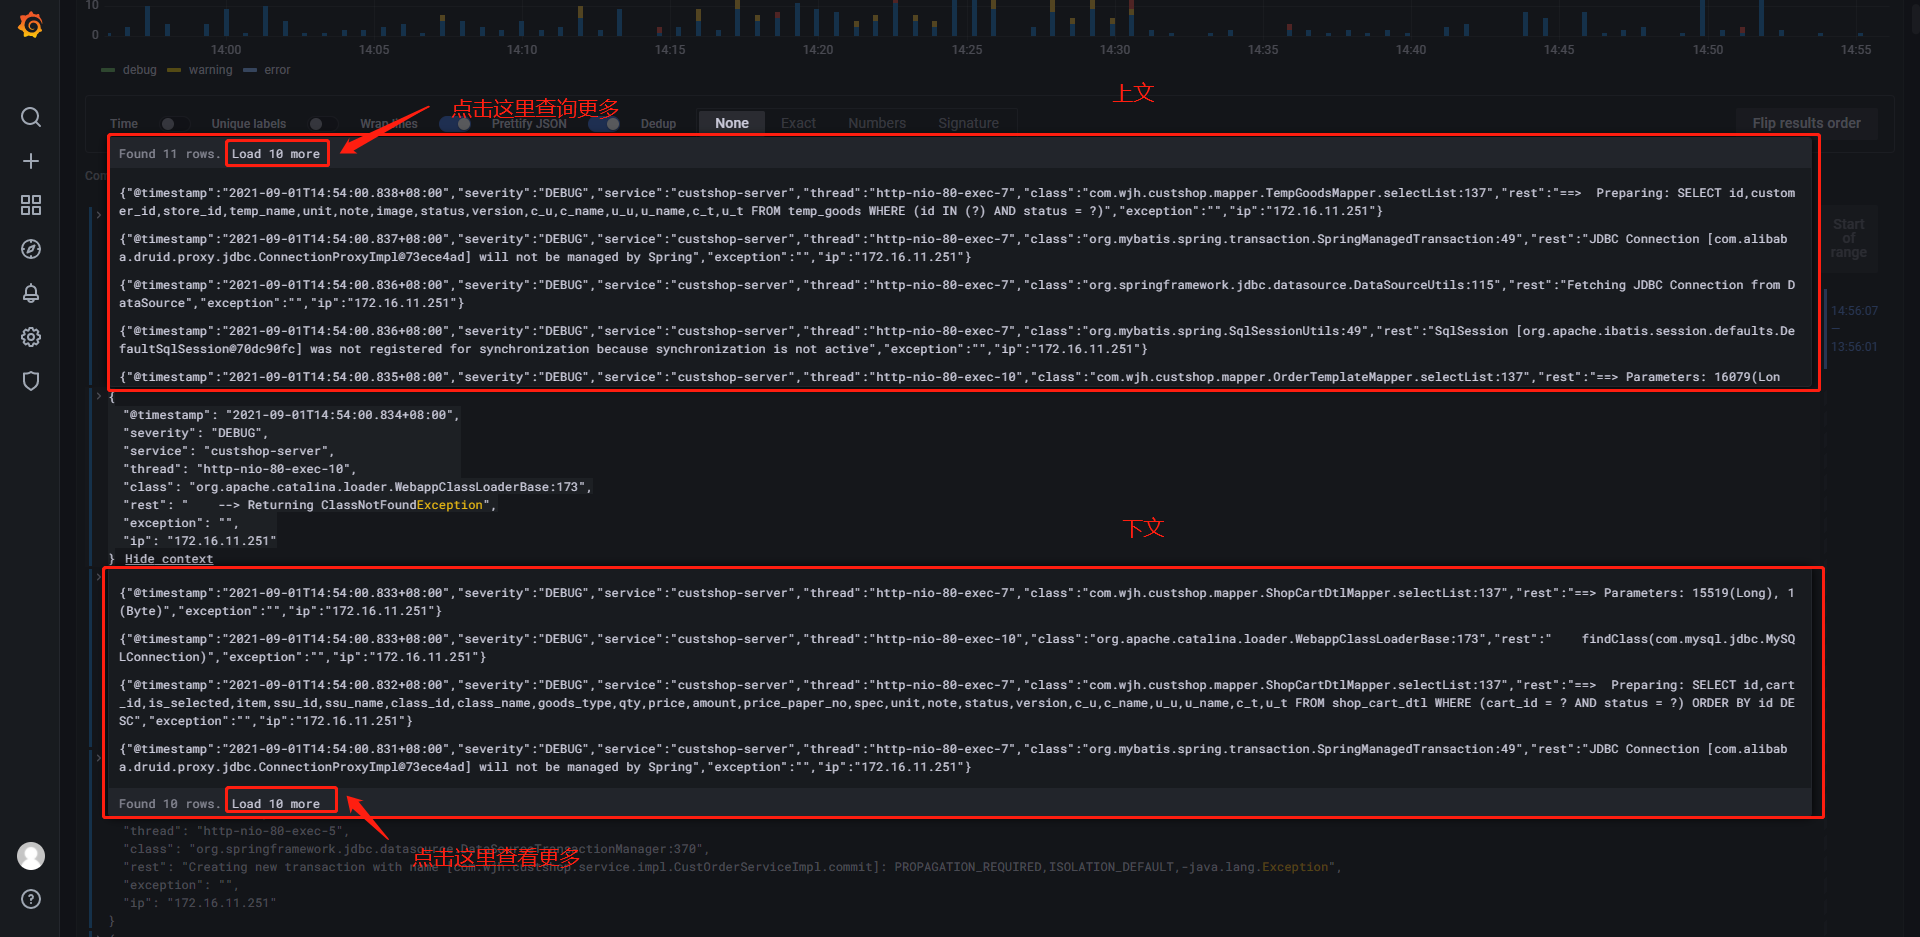 10
0
14:00 14:05 14:10 14:15 14:20 14:25 14:30 14:35 14:40 14:45 14:50 14:55
debug warning error
上文
点击这里查询更多
Time Unique labels Wrap lines Prettify JSON Dedup None Exact Numbers Signature Flip results order
Found 11 rows. Load 10 more
{"@timestamp":"2021-09-01T14:54:00.838+08:00","severity":"DEBUG","service":"custshop-server","thread":"http-nio-80-exec-7","class":"com.wjh.custshop.mapper.TempGoodsMapper.selectList:137","rest":"==>  Preparing: SELECT id,custom
er_id,store_id,temp_name,unit,note,image,status,version,c_u,c_name,u_u,u_name,c_t,u_t FROM temp_goods WHERE (id IN (?) AND status = ?)","exception":"","ip":"172.16.11.251"}
{"@timestamp":"2021-09-01T14:54:00.837+08:00","severity":"DEBUG","service":"custshop-server","thread":"http-nio-80-exec-7","class":"org.mybatis.spring.transaction.SpringManagedTransaction:49","rest":"JDBC Connection [com.alibab
a.druid.proxy.jdbc.ConnectionProxyImpl@73ece4ad] will not be managed by Spring","exception":"","ip":"172.16.11.251"}
{"@timestamp":"2021-09-01T14:54:00.836+08:00","severity":"DEBUG","service":"custshop-server","thread":"http-nio-80-exec-7","class":"org.springframework.jdbc.datasource.DataSourceUtils:115","rest":"Fetching JDBC Connection from D
ataSource","exception":"","ip":"172.16.11.251"}
{"@timestamp":"2021-09-01T14:54:00.836+08:00","severity":"DEBUG","service":"custshop-server","thread":"http-nio-80-exec-7","class":"org.mybatis.spring.SqlSessionUtils:49","rest":"SqlSession [org.apache.ibatis.session.defaults.De
faultSqlSession@70dc90fc] was not registered for synchronization because synchronization is not active","exception":"","ip":"172.16.11.251"}
{"@timestamp":"2021-09-01T14:54:00.835+08:00","severity":"DEBUG","service":"custshop-server","thread":"http-nio-80-exec-10","class":"com.wjh.custshop.mapper.OrderTemplateMapper.selectList:137","rest":"==> Parameters: 16079(Lon
Start
of
range
14:56:07
—
13:56:01
{
"@timestamp": "2021-09-01T14:54:00.834+08:00",
"severity": "DEBUG",
"service": "custshop-server",
"thread": "http-nio-80-exec-10",
"class": "org.apache.catalina.loader.WebappClassLoaderBase:173",
"rest": "    --> Returning ClassNotFoundException",
"exception": "",
"ip": "172.16.11.251"
} Hide context
下文
{"@timestamp":"2021-09-01T14:54:00.833+08:00","severity":"DEBUG","service":"custshop-server","thread":"http-nio-80-exec-7","class":"com.wjh.custshop.mapper.ShopCartDtlMapper.selectList:137","rest":"==> Parameters: 15519(Long), 1
(Byte)","exception":"","ip":"172.16.11.251"}
{"@timestamp":"2021-09-01T14:54:00.833+08:00","severity":"DEBUG","service":"custshop-server","thread":"http-nio-80-exec-10","class":"org.apache.catalina.loader.WebappClassLoaderBase:173","rest":"    findClass(com.mysql.jdbc.MySQ
LConnection)","exception":"","ip":"172.16.11.251"}
{"@timestamp":"2021-09-01T14:54:00.832+08:00","severity":"DEBUG","service":"custshop-server","thread":"http-nio-80-exec-7","class":"com.wjh.custshop.mapper.ShopCartDtlMapper.selectList:137","rest":"==>  Preparing: SELECT id,cart
_id,is_selected,item,ssu_id,ssu_name,class_id,class_name,goods_type,qty,price,amount,price_paper_no,spec,unit,note,status,version,c_u,c_name,u_u,u_name,c_t,u_t FROM shop_cart_dtl WHERE (cart_id = ? AND status = ?) ORDER BY id DE
SC","exception":"","ip":"172.16.11.251"}
{"@timestamp":"2021-09-01T14:54:00.831+08:00","severity":"DEBUG","service":"custshop-server","thread":"http-nio-80-exec-7","class":"org.mybatis.spring.transaction.SpringManagedTransaction:49","rest":"JDBC Connection [com.alibab
a.druid.proxy.jdbc.ConnectionProxyImpl@73ece4ad] will not be managed by Spring","exception":"","ip":"172.16.11.251"}
Found 10 rows. Load 10 more
"thread": "http-nio-80-exec-5",
"class": "org.springframework.jdbc.datasource.DataSourceTransactionManager:370",
点击这里查看更多
"rest": "Creating new transaction with name [com.wjh.custshop.service.impl.CustOrderServiceImpl.commit]: PROPAGATION_REQUIRED,ISOLATION_DEFAULT,-java.lang.Exception",
"exception": "",
"ip": "172.16.11.251"
}